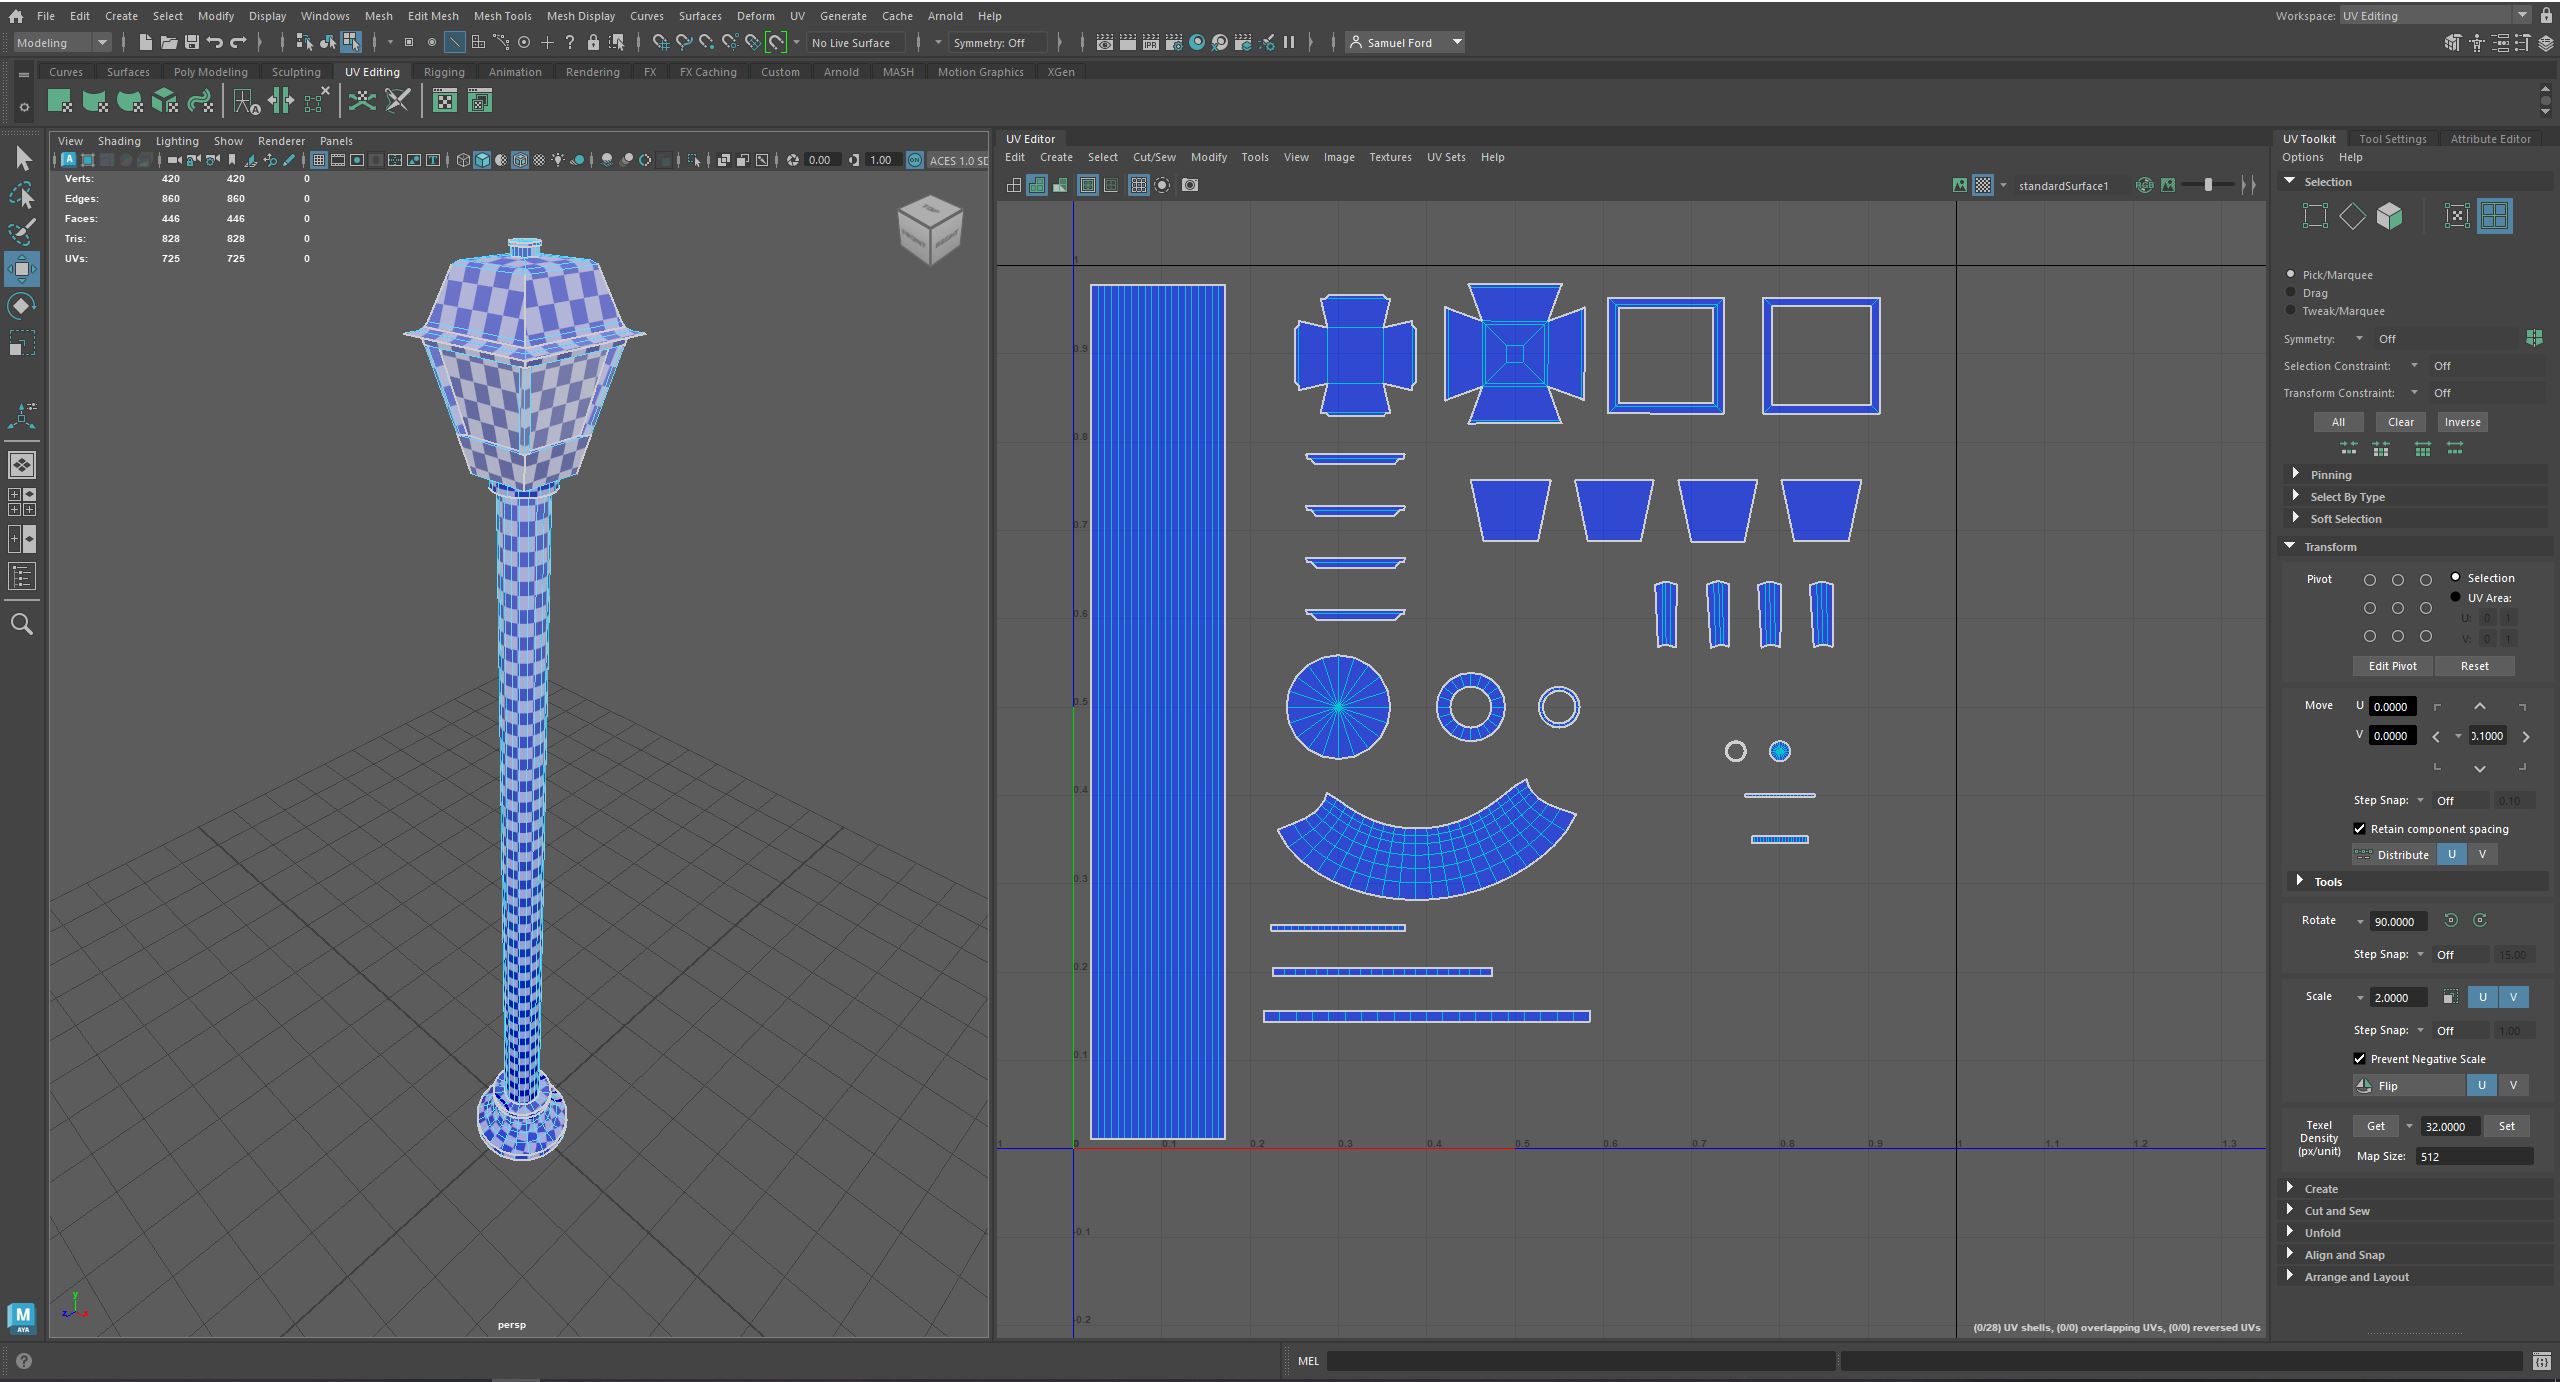 File Edit Create Select Modify Display Windows Mesh Edit Mesh Mesh Tools Mesh Display Curves Surfaces Deform UV Generate Cache Arnold Help Workspace: UV Editing
Modeling No Live Surface Symmetry: Off IPR Samuel Ford
Curves Surfaces Poly Modeling Sculpting UV Editing Rigging Animation Rendering FX FX Caching Custom Arnold MASH Motion Graphics XGen
View Shading Lighting Show Renderer Panels
0.00 1.00 ON ACES 1.0 SD
Verts: 420 420 0
Edges: 860 860 0
Faces: 446 446 0
Tris: 828 828 0
UVs: 725 725 0
TOP
FRONT RIGHT
persp
y
z x
M
AYA
UV Editor
Edit Create Select Cut/Sew Modify Tools View Image Textures UV Sets Help
standardSurface1 RGB
1
0.9
0.8
0.7
0.6
0.5
0.4
0.3
0.2
0.1
1 0 0.1 0.2 0.3 0.4 0.5 0.6 0.7 0.8 0.9 1 1.1 1.2 1.3
-0.1
-0.2
(0/28) UV shells, (0/0) overlapping UVs, (0/0) reversed UVs
UV Toolkit Tool Settings Attribute Editor
Options Help
Selection
Pick/Marquee
Drag
Tweak/Marquee
Symmetry: Off
Selection Constraint: Off
Transform Constraint: Off
All Clear Inverse
Pinning
Select By Type
Soft Selection
Transform
Pivot Selection
UV Area:
U: 0 1
V: 0 1
Edit Pivot Reset
Move U 0.0000
V 0.0000 0.1000
Step Snap: Off 0.10
Retain component spacing
Distribute U V
Tools
Rotate 90.0000
Step Snap: Off 15.00
Scale 2.0000 U V
Step Snap: Off 1.00
Prevent Negative Scale
Flip U V
Texel Density (px/unit) Get 32.0000 Set
Map Size: 512
Create
Cut and Sew
Unfold
Align and Snap
Arrange and Layout
MEL